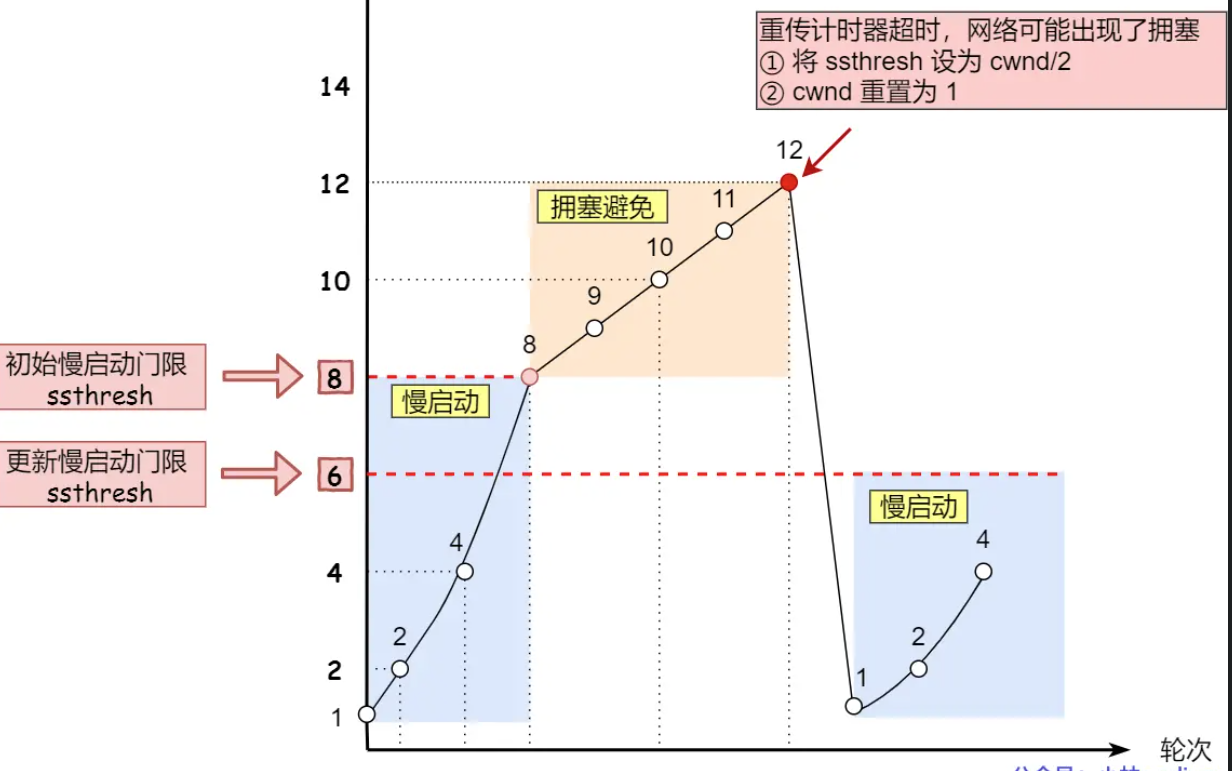 重传计时器超时，网络可能出现了拥塞
① 将 ssthresh 设为 cwnd/2
② cwnd 重置为 1
14
12
12
拥塞避免
11
10
10
9
8
初始慢启动门限
ssthresh
8
慢启动
更新慢启动门限
ssthresh
6
慢启动
4
4
4
2
2
2
1
1
轮次